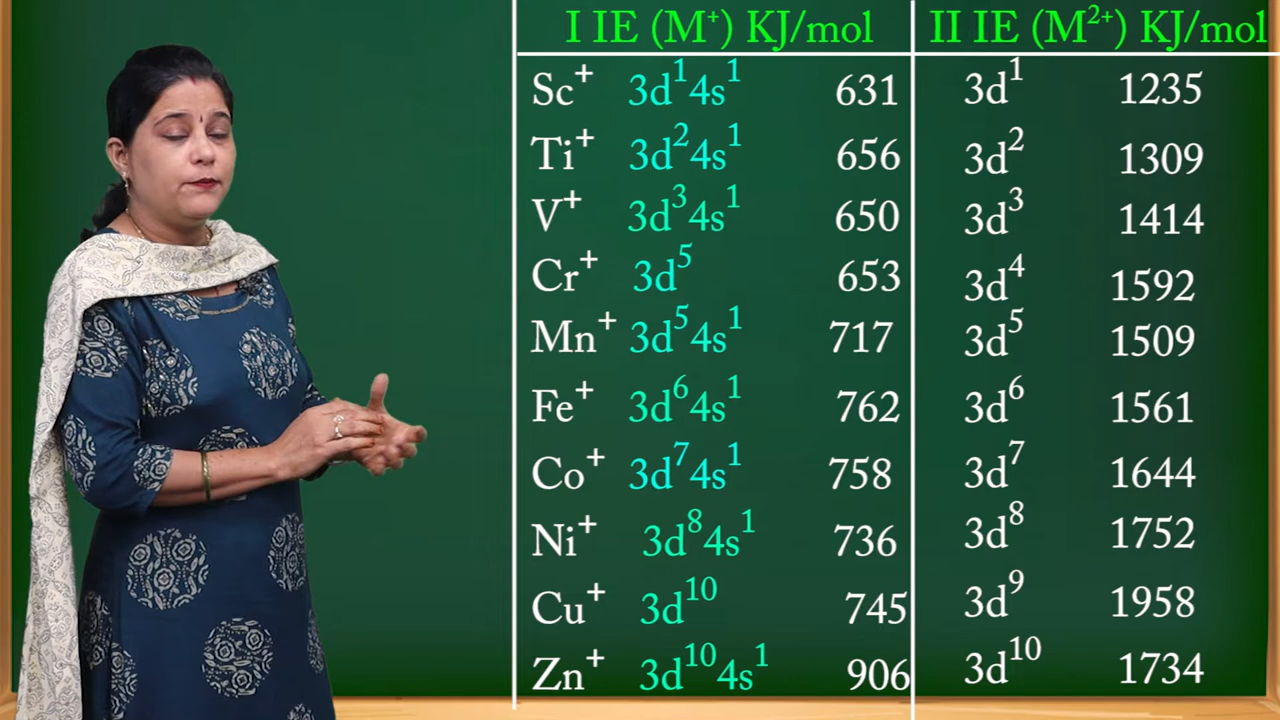 I IE (M⁺) KJ/mol II IE (M²⁺) KJ/mol
Sc⁺ 3d¹4s¹ 631 3d¹ 1235
Ti⁺ 3d²4s¹ 656 3d² 1309
V⁺ 3d³4s¹ 650 3d³ 1414
Cr⁺ 3d⁵ 653 3d⁴ 1592
Mn⁺ 3d⁵4s¹ 717 3d⁵ 1509
Fe⁺ 3d⁶4s¹ 762 3d⁶ 1561
Co⁺ 3d⁷4s¹ 758 3d⁷ 1644
Ni⁺ 3d⁸4s¹ 736 3d⁸ 1752
Cu⁺ 3d¹⁰ 745 3d⁹ 1958
Zn⁺ 3d¹⁰4s¹ 906 3d¹⁰ 1734